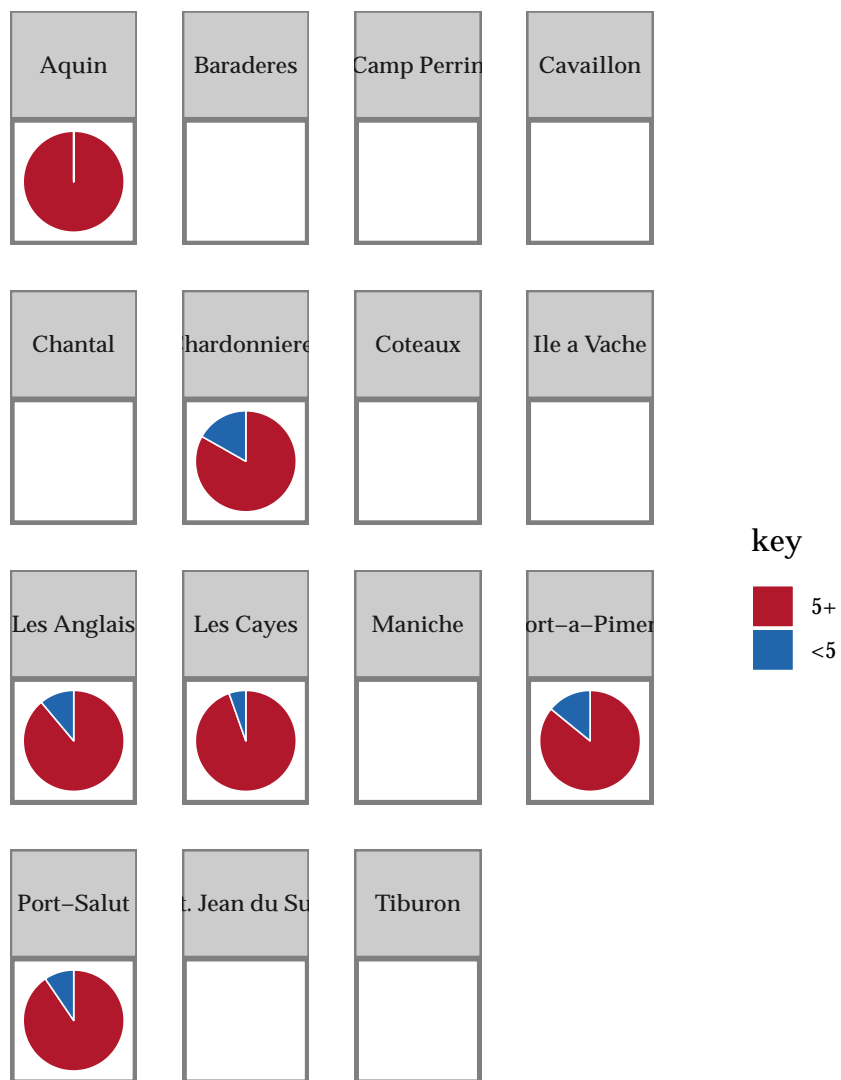 Aquin Baraderes Camp Perrin Cavaillon
Chantal hardonniere Coteaux Ile a Vache
key
5+
<5
Les Anglais Les Cayes Maniche ort−a−Pimen
Port−Salut t. Jean du Su Tiburon